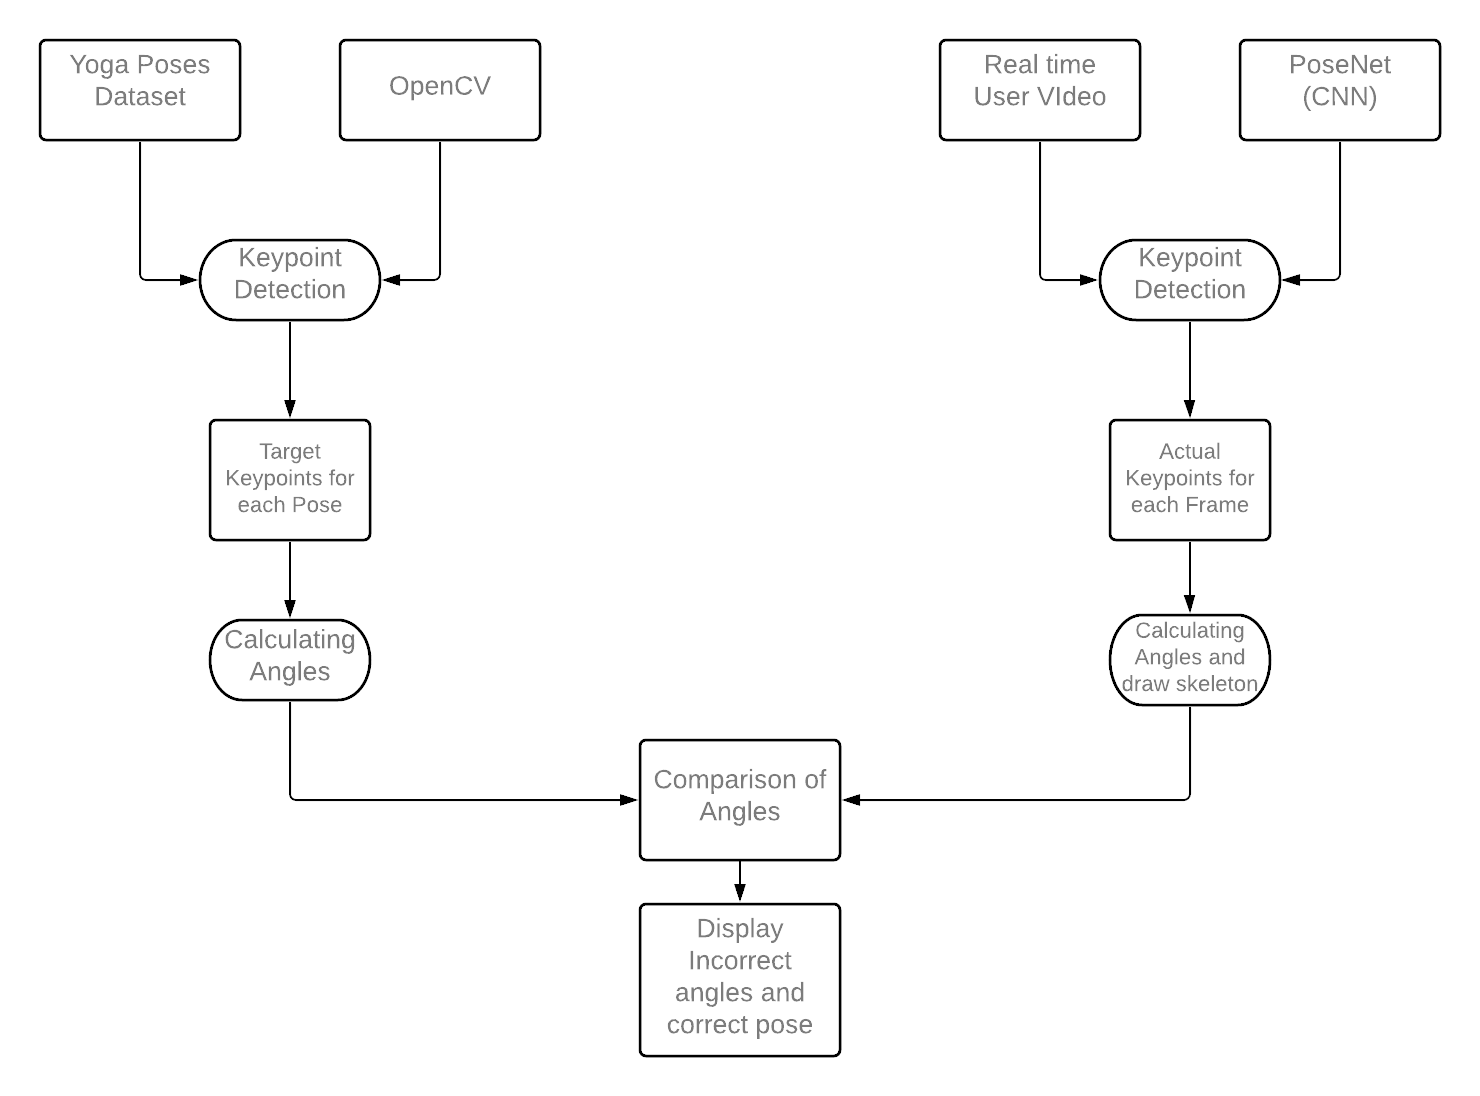 Yoga Poses
Dataset
OpenCV
Real time
User VIdeo
PoseNet
(CNN)
Keypoint
Detection
Keypoint
Detection
Target
Keypoints for
each Pose
Actual
Keypoints for
each Frame
Calculating
Angles
Calculating
Angles and
draw skeleton
Comparison of
Angles
Display
Incorrect
angles and
correct pose